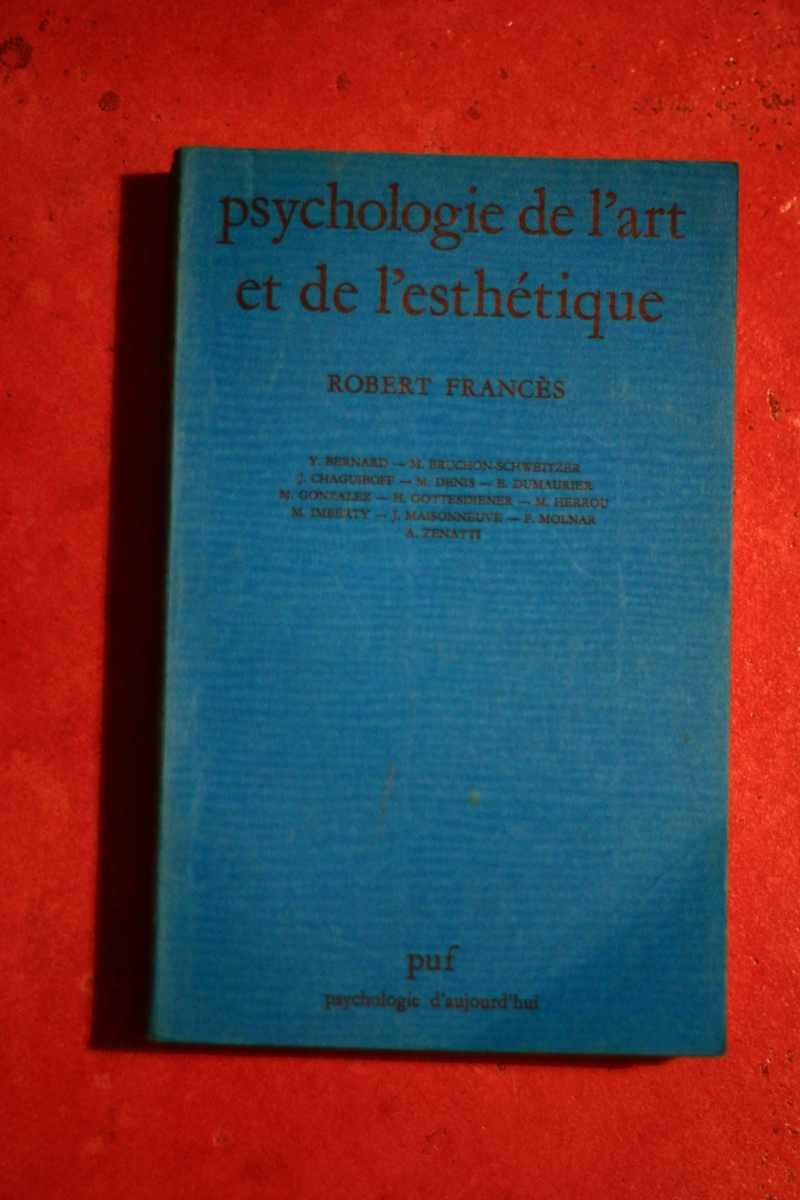 psychologie de l'art
et de l'esthétique
ROBERT FRANCÈS
Y. BERNARD — M. BRUCHON-SCHWEITZER
J. CHAGUIBOFF — M. DENIS — E. DUMAURIER
M. GONZALEZ — H. GOTTESDIENER — M. HERROU
M. IMBERTY — J. MAISONNEUVE — F. MOLNAR
A. ZENATTI
puf
psychologie d'aujourd'hui